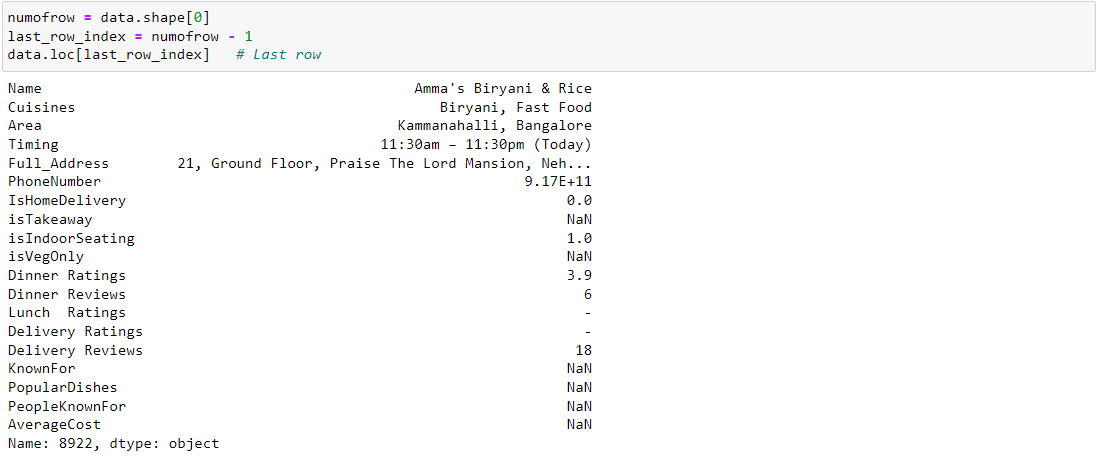 numofrow = data.shape[0]
last_row_index = numofrow - 1
data.loc[last_row_index]   # Last row
Name                                             Amma's Biryani & Rice
Cuisines                                            Biryani, Fast Food
Area                                           Kammanahalli, Bangalore
Timing                                       11:30am – 11:30pm (Today)
Full_Address        21, Ground Floor, Praise The Lord Mansion, Neh...
PhoneNumber                                                   9.17E+11
IsHomeDelivery                                                     0.0
isTakeaway                                                         NaN
isIndoorSeating                                                    1.0
isVegOnly                                                          NaN
Dinner Ratings                                                     3.9
Dinner Reviews                                                       6
Lunch  Ratings                                                       -
Delivery Ratings                                                     -
Delivery Reviews                                                    18
KnownFor                                                           NaN
PopularDishes                                                      NaN
PeopleKnownFor                                                     NaN
AverageCost                                                        NaN
Name: 8922, dtype: object